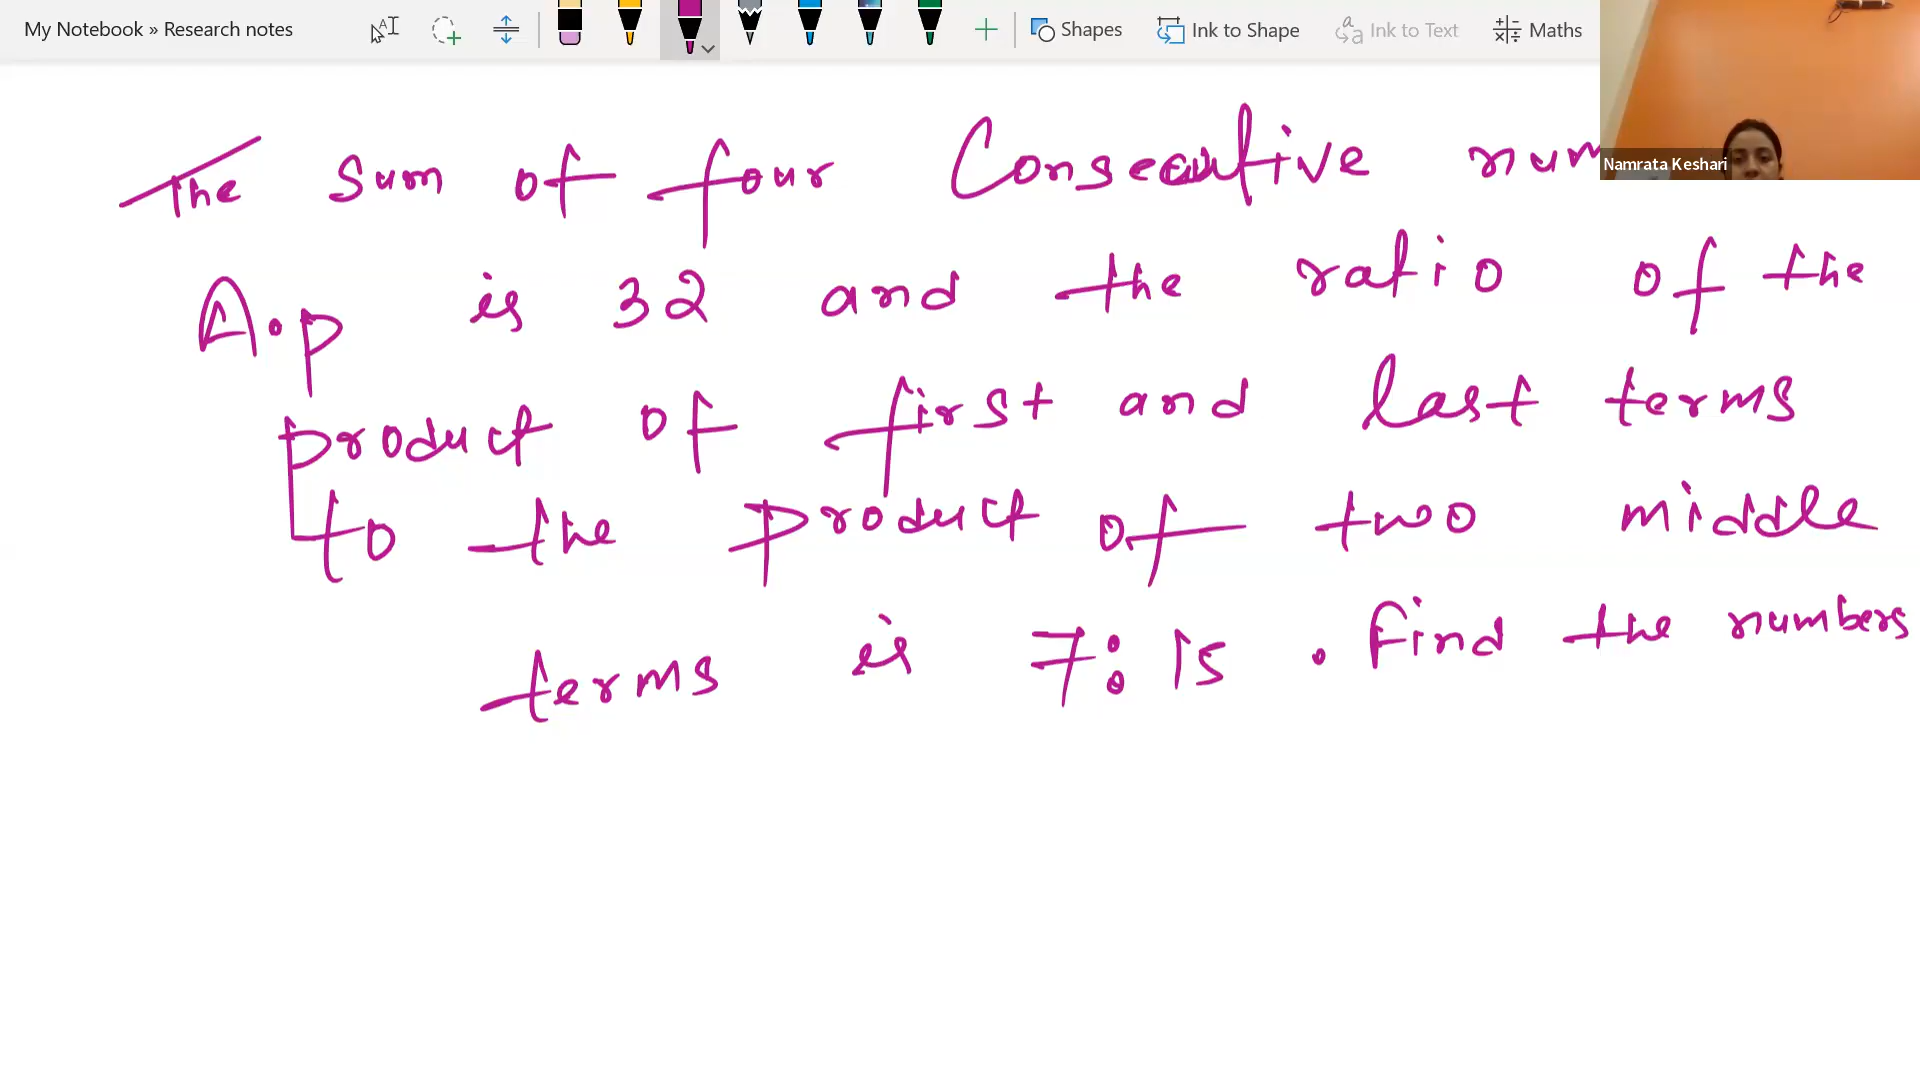 My Notebook » Research notes Shapes Ink to Shape Ink to Text Maths
Namrata Keshari
The sum of four Consecutive
A.p is 32 and the ratio of the
product of first and last terms
to the product of two middle
terms is 7:15 . Find the numbers